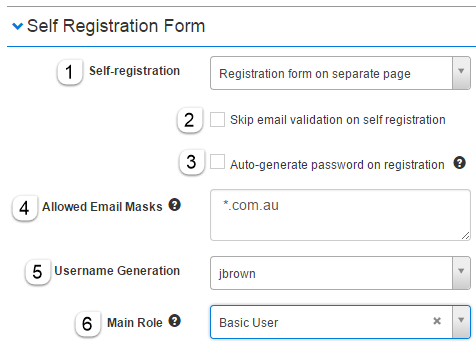 Self Registration Form
1 Self-registration Registration form on separate page
2 Skip email validation on self registration
3 Auto-generate password on registration ?
4 Allowed Email Masks ? *.com.au
5 Username Generation jbrown
6 Main Role ? Basic User ×